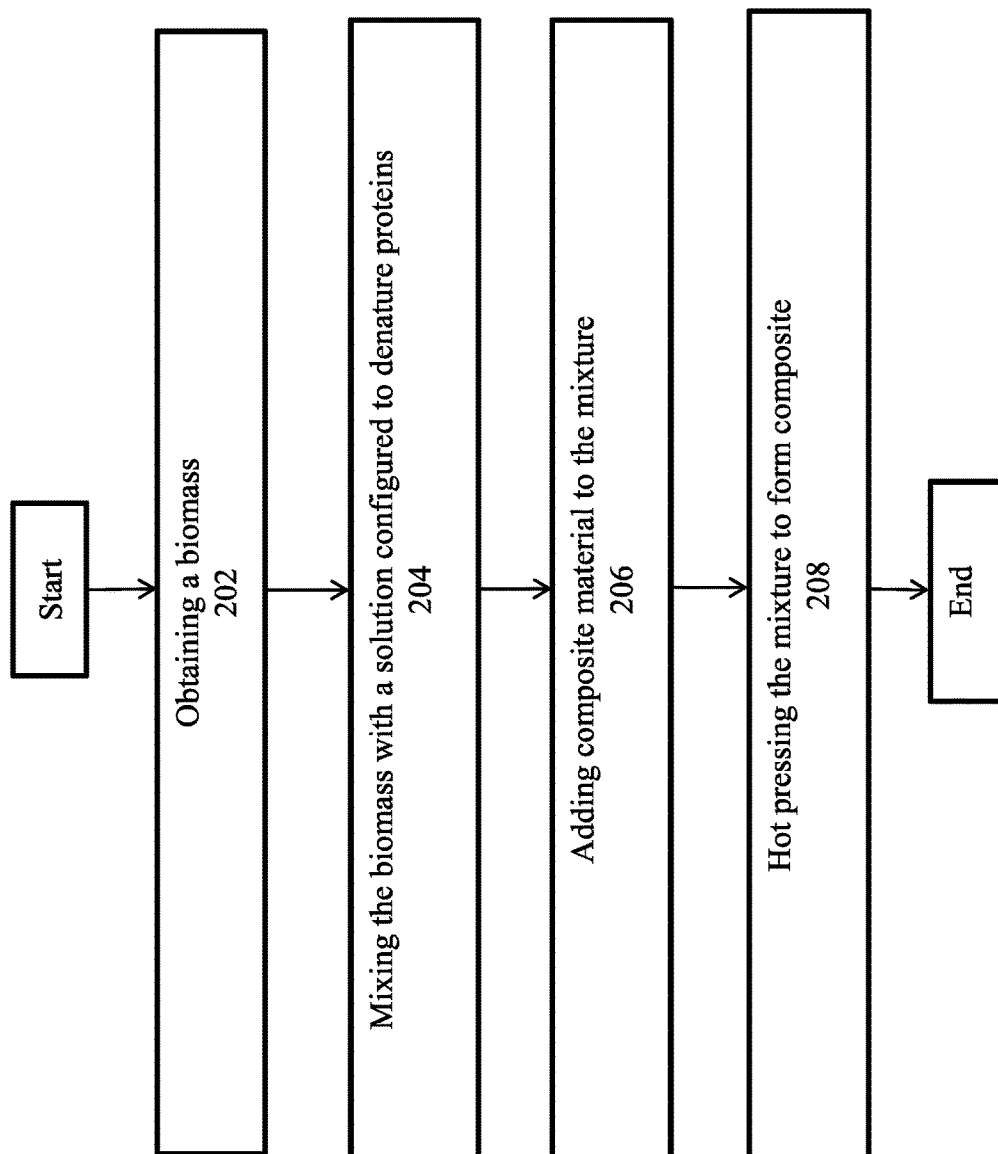 Start
Obtaining a biomass
202
Mixing the biomass with a solution configured to denature proteins
204
Adding composite material to the mixture
206
Hot pressing the mixture to form composite
208
End